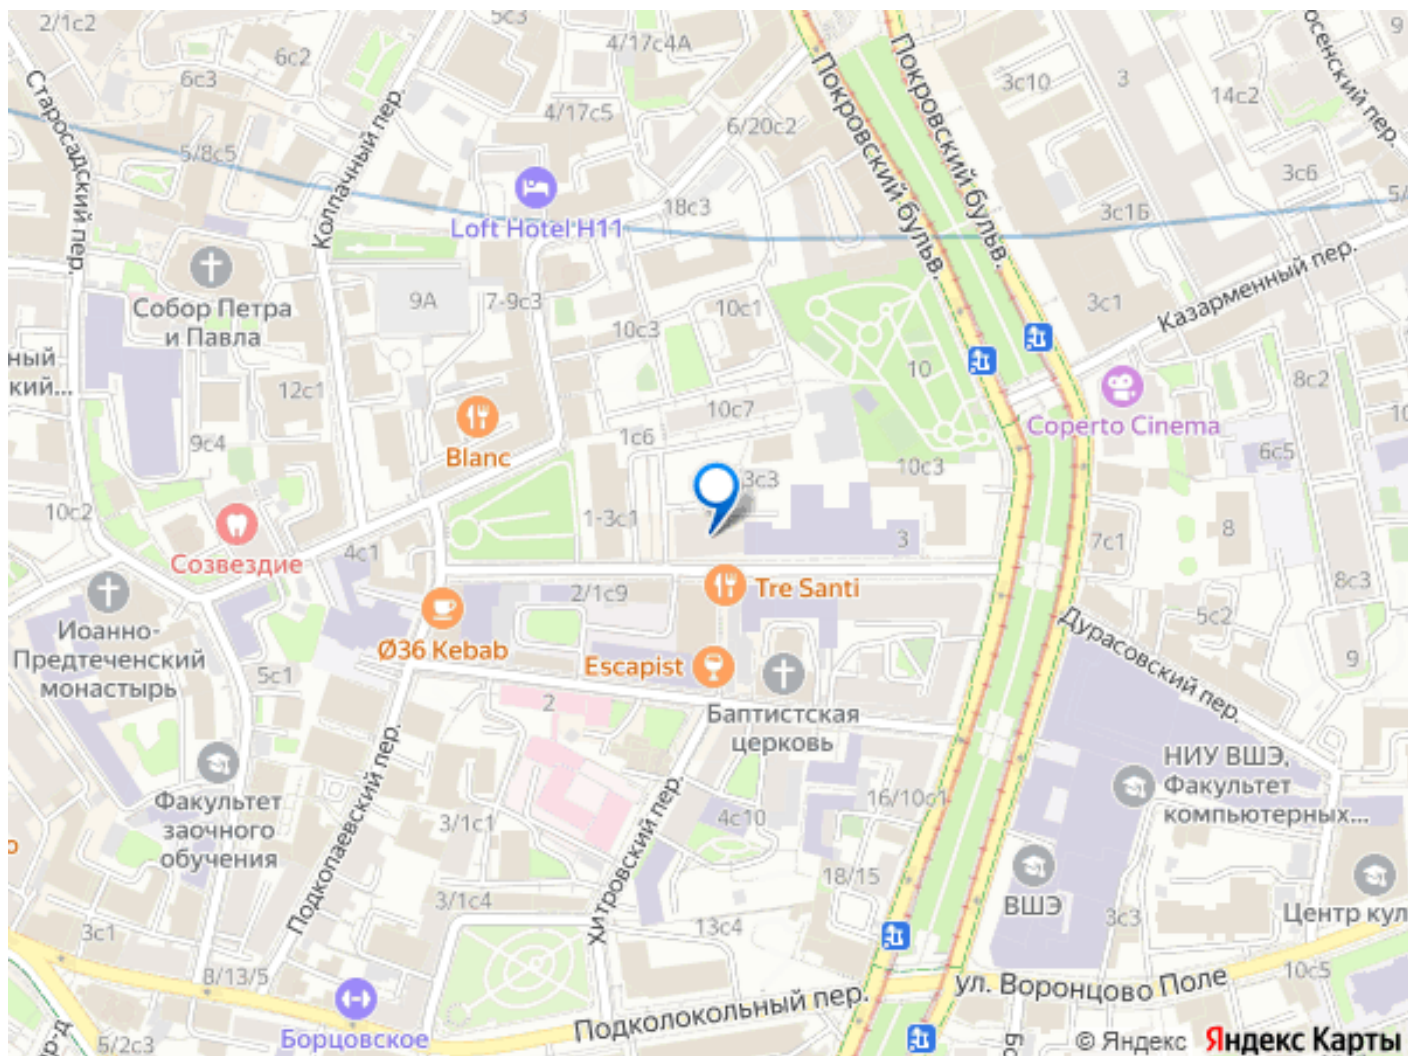 2/1с2
5с3
4/17с4А
6с2
6с3
4/17с5
6/20с2
3с10
3
14с2
9
Старосадский пер.
Колпачный пер.
Покровский бульв.
Покровский бульв.
5/8с5
18с3
3с6
5/
3с1Б
Loft Hotel H11
Собор Петра
и Павла
9А
7-9с3
10с3
10с1
3с1
Казарменный пер.
ный
кий...
12с1
10
8с2
10
10с7
Coperto Cinema
9с4
1с6
Blanc
10с3
6с5
3с3
10с2
1-3с1
3
7с1
8
Созвездие
4с1
8с3
2/1с9
Tre Santi
5с2
Иоанно-
Предтеченский
монастырь
Ø36 Kebab
Escapist
Дурасовский пер.
9
5с1
2
Баптистская
церковь
НИУ ВШЭ,
Факультет
компьютерных...
Факультет
заочного
обучения
Подкопаевский пер.
Хитровский пер.
16/10с1
3/1с1
4с10
о
18/15
ВШЭ
3/1с4
13с4
3с3
Центр кул
3с1
8/13/5
10с5
ул. Воронцово Поле
Подколокольный пер.
Борцовское
5/2с3
р-д
© Яндекс
Яндекс Карты